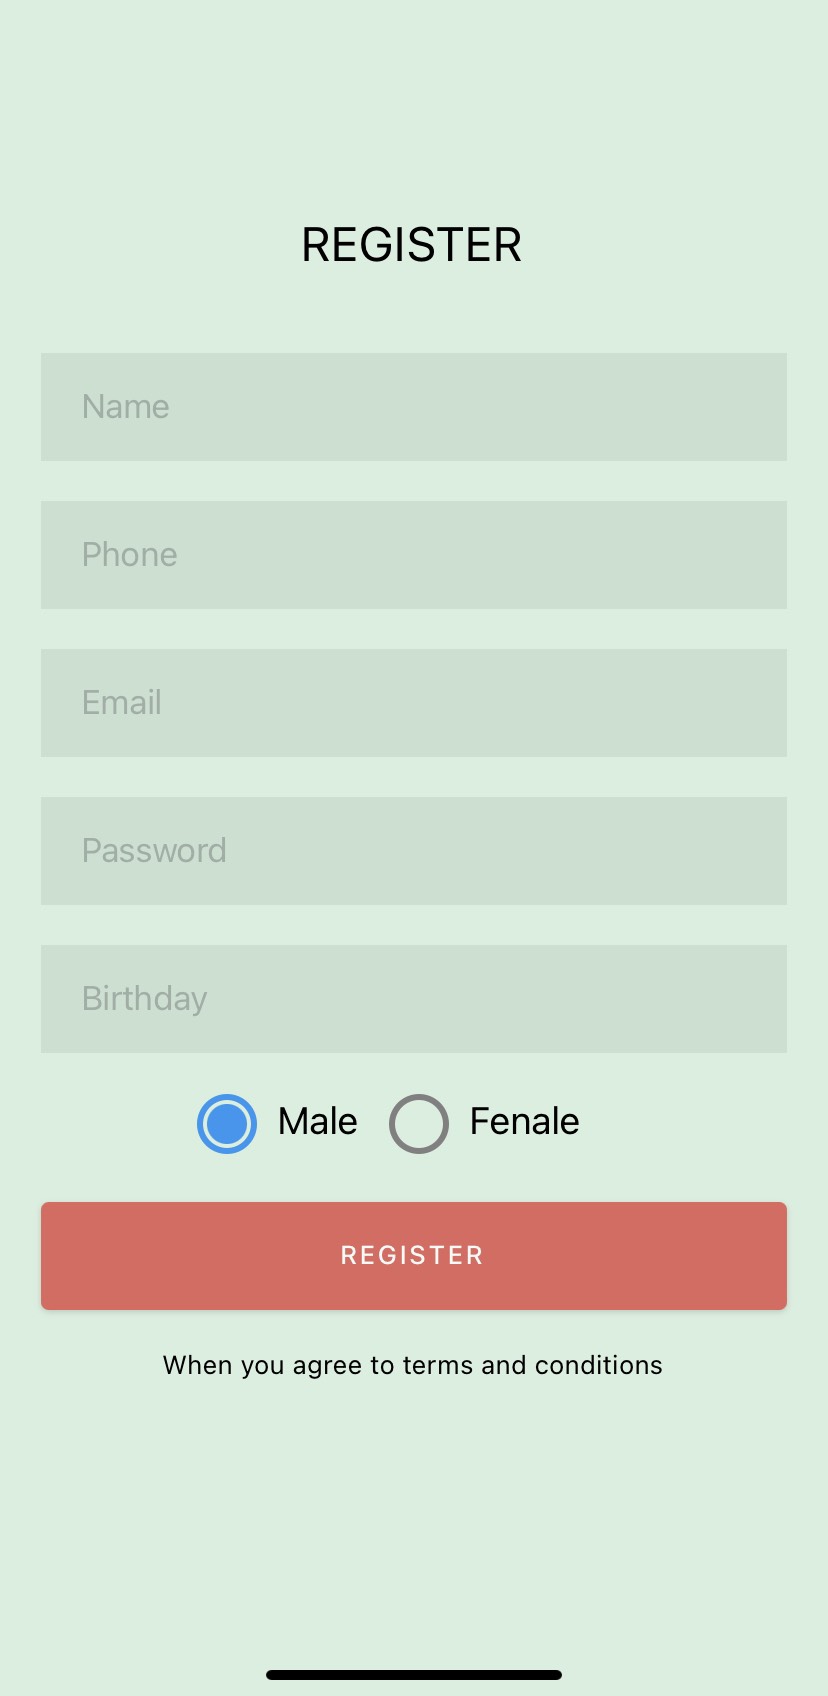 REGISTER
Name
Phone
Email
Password
Birthday
Male Fenale
REGISTER
When you agree to terms and conditions